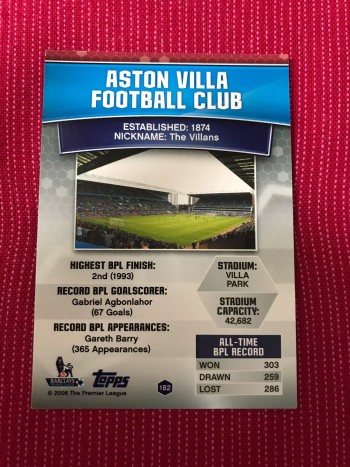 ASTON VILLA
FOOTBALL CLUB
ESTABLISHED: 1874
NICKNAME: The Villans
HIGHEST BPL FINISH:
2nd (1993)
RECORD BPL GOALSCORER:
Gabriel Agbonlahor
(67 Goals)
RECORD BPL APPEARANCES:
Gareth Barry
(365 Appearances)
STADIUM:
VILLA
PARK
STADIUM
CAPACITY:
42,682
ALL-TIME
BPL RECORD
WON 303
DRAWN 259
LOST 286
BARCLAYS
Topps
182
© 2006 The Premier League